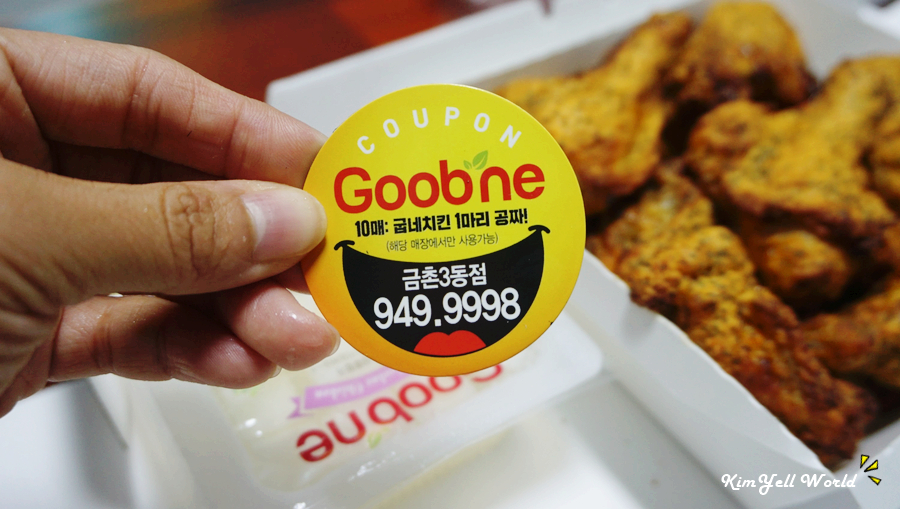 COUPON
Goobne
10매: 굽네치킨 1마리 공짜!
(해당 매장에서만 사용가능)
금촌3동점
949.9998
Goobne
KimYell World